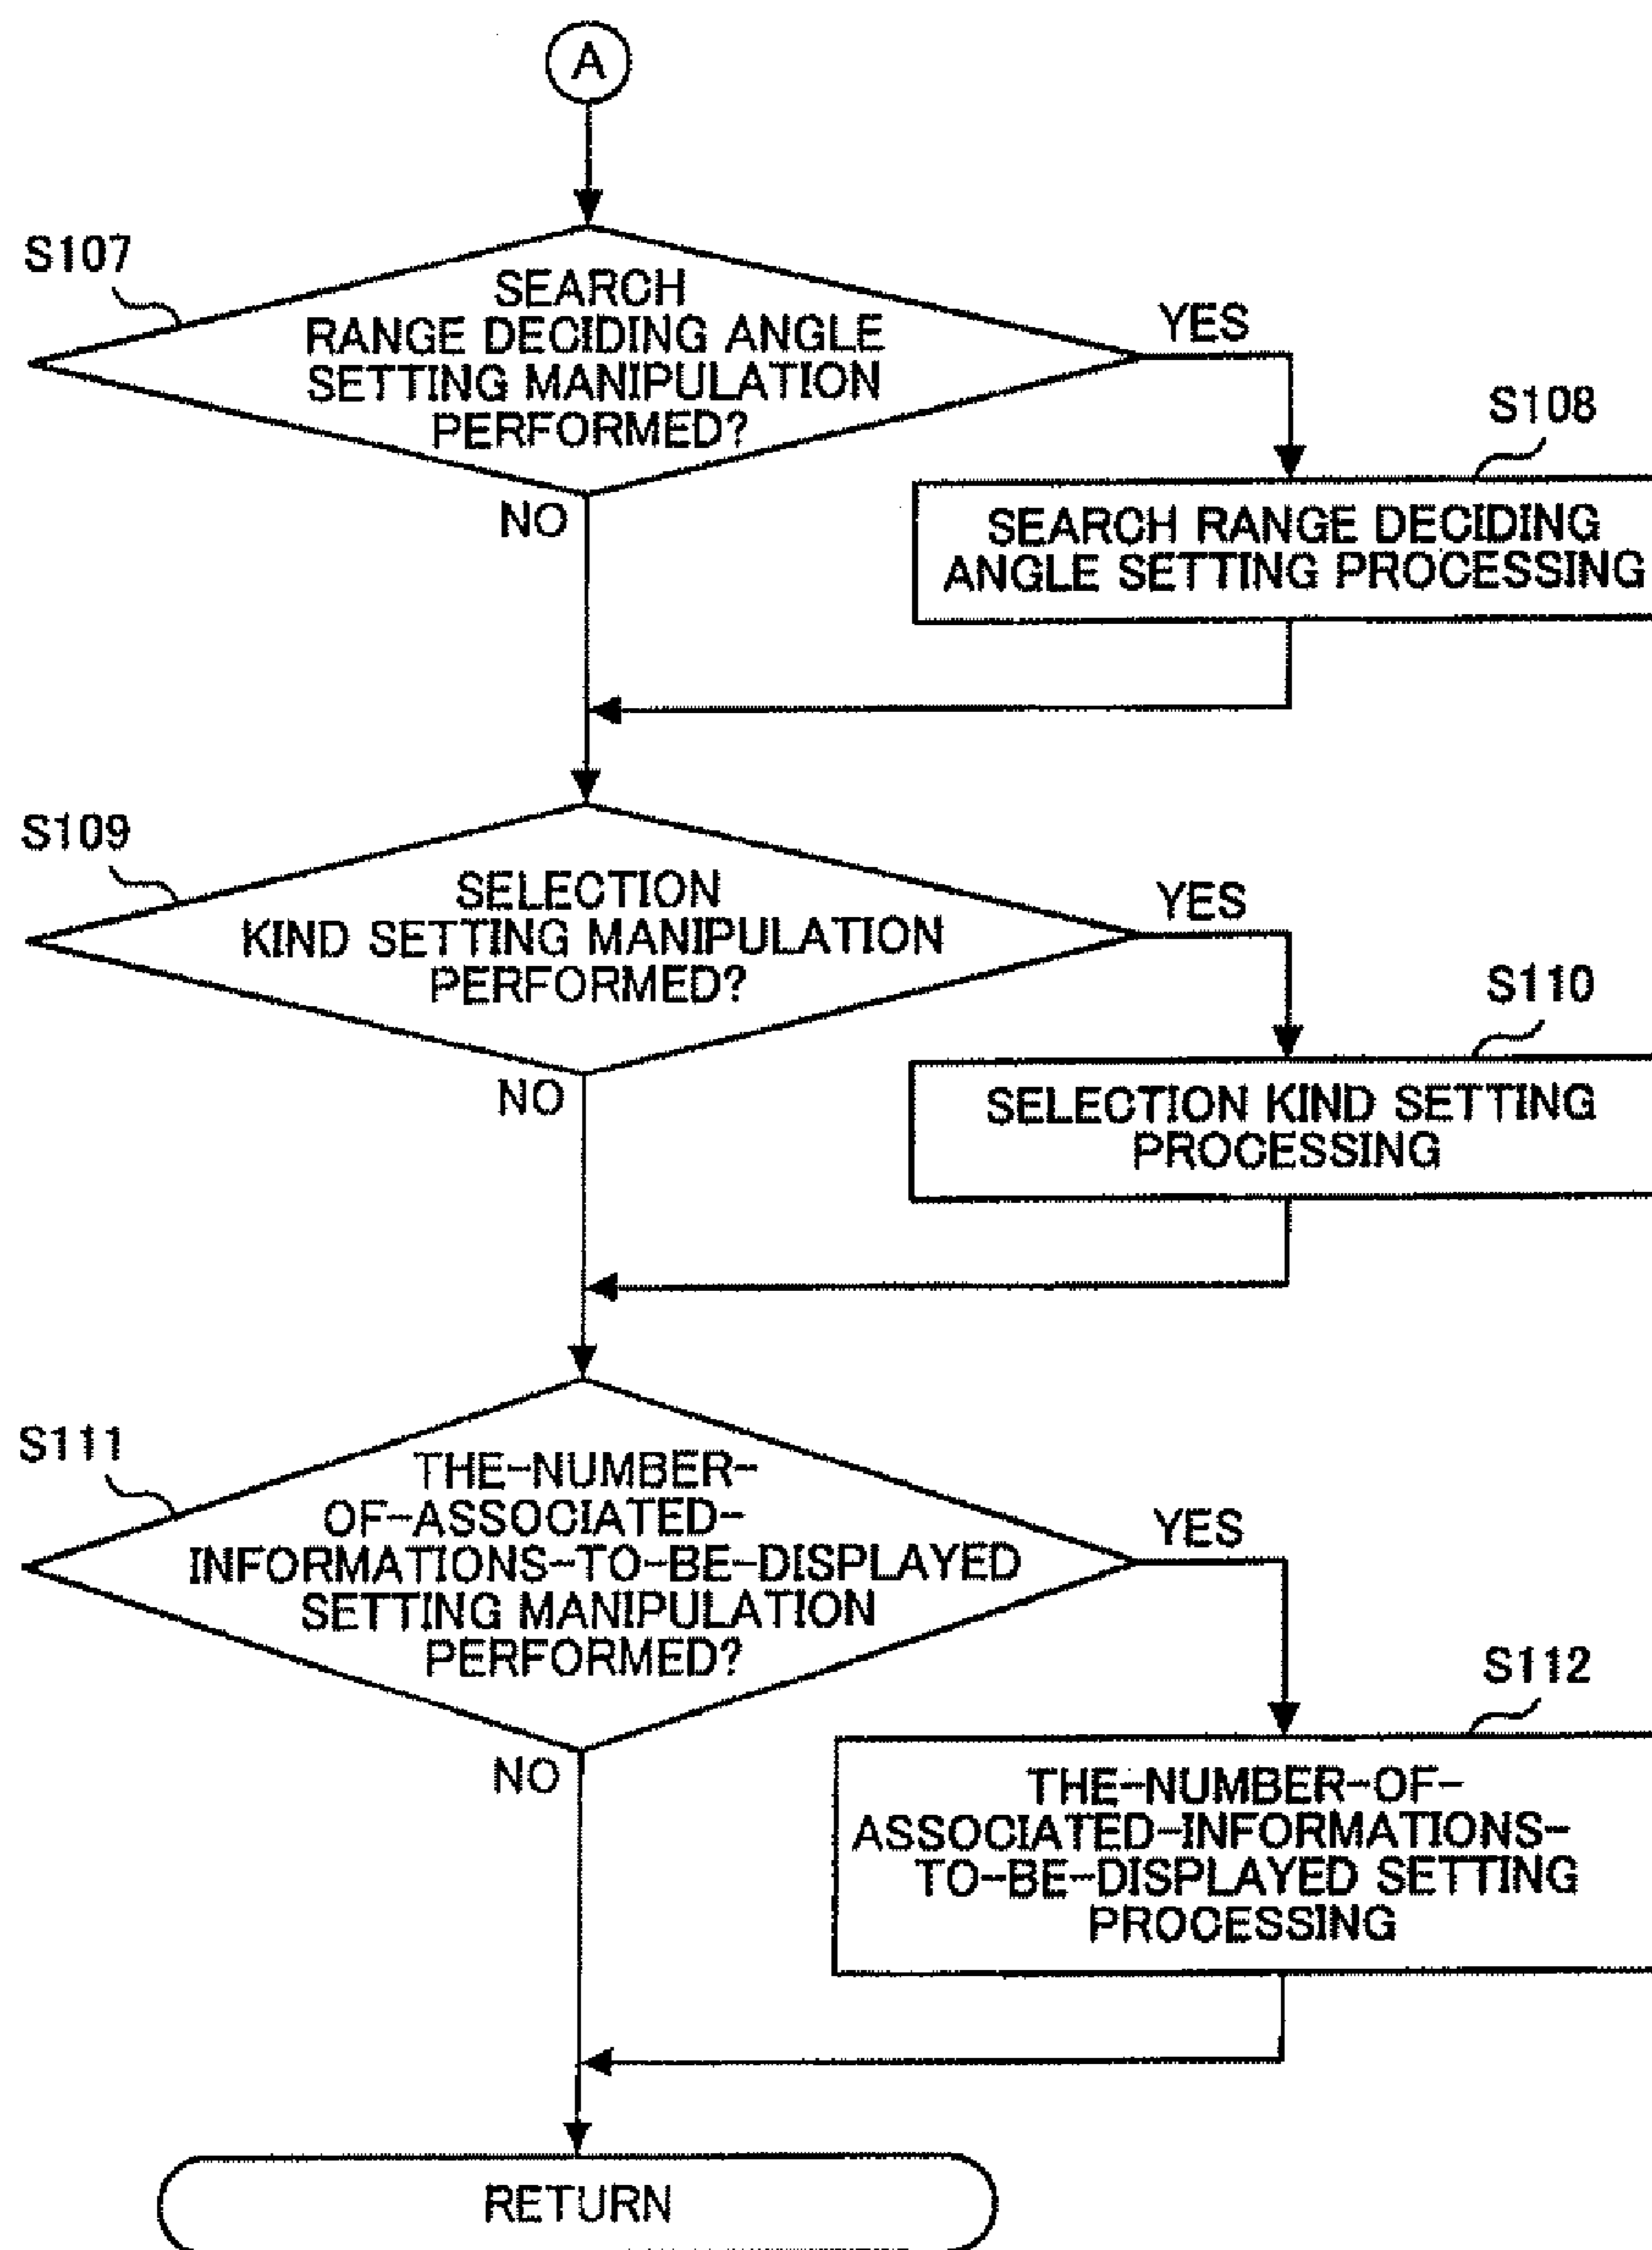 A
S107
SEARCH
RANGE DECIDING ANGLE
SETTING MANIPULATION
PERFORMED?
YES
S108
SEARCH RANGE DECIDING
ANGLE SETTING PROCESSING
NO
S109
SELECTION
KIND SETTING MANIPULATION
PERFORMED?
YES
S110
SELECTION KIND SETTING
PROCESSING
NO
S111
THE-NUMBER-
OF-ASSOCIATED-
INFORMATIONS-TO-BE-DISPLAYED
SETTING MANIPULATION
PERFORMED?
YES
S112
THE-NUMBER-OF-
ASSOCIATED-INFORMATIONS-
TO-BE-DISPLAYED SETTING
PROCESSING
NO
RETURN